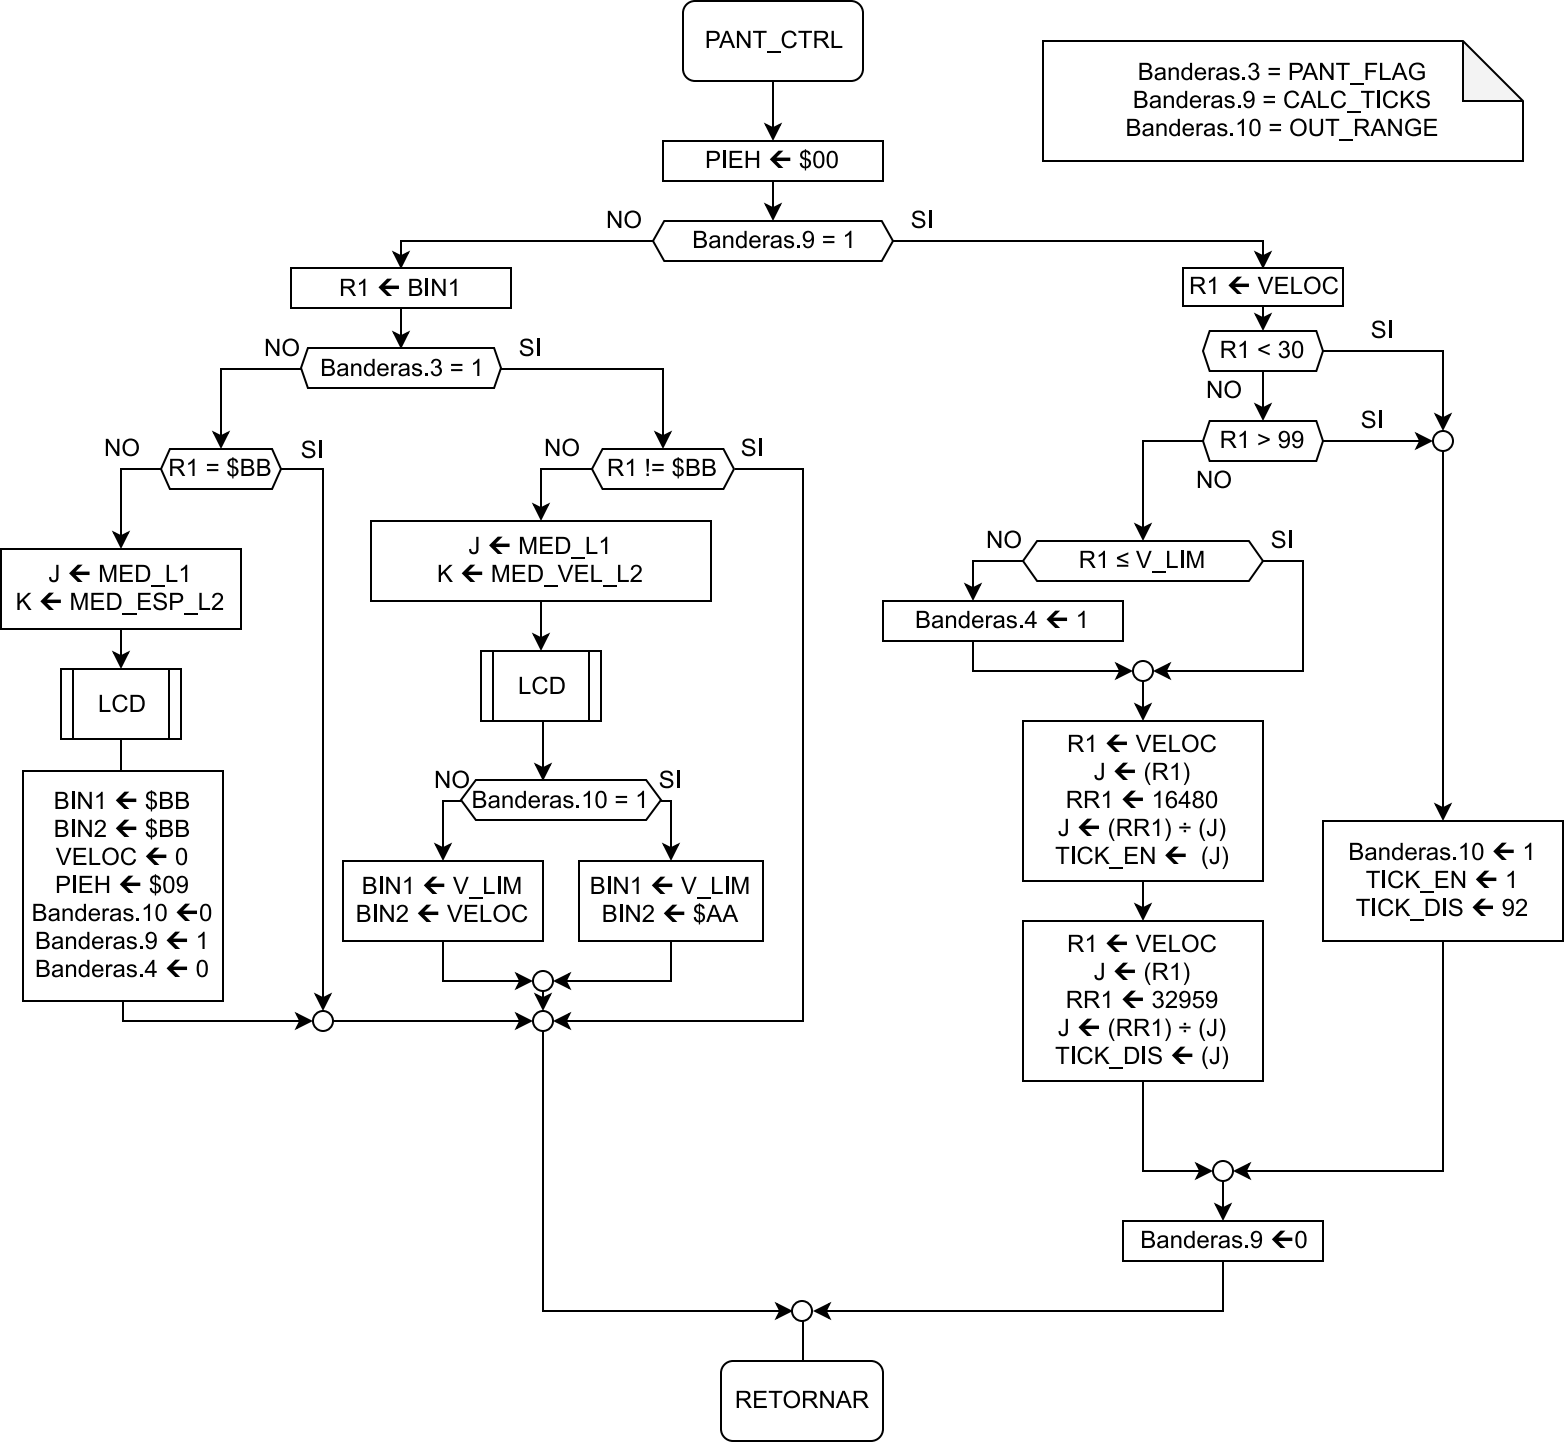 PANT_CTRL
Banderas.3 = PANT_FLAG
Banderas.9 = CALC_TICKS
Banderas.10 = OUT_RANGE
PIEH 🡰 $00
NO
Banderas.9 = 1
SI
R1 🡰 BIN1
R1 🡰 VELOC
NO
Banderas.3 = 1
SI
R1 < 30
SI
NO
NO
R1 = $BB
SI
NO
R1 != $BB
SI
R1 > 99
SI
NO
J 🡰 MED_L1
K 🡰 MED_ESP_L2
J 🡰 MED_L1
K 🡰 MED_VEL_L2
NO
R1 ≤ V_LIM
SI
Banderas.4 🡰 1
LCD
LCD
BIN1 🡰 $BB
BIN2 🡰 $BB
VELOC 🡰 0
PIEH 🡰 $09
Banderas.10 🡰0
Banderas.9 🡰 1
Banderas.4 🡰 0
NO
Banderas.10 = 1
SI
BIN1 🡰 V_LIM
BIN2 🡰 VELOC
BIN1 🡰 V_LIM
BIN2 🡰 $AA
R1 🡰 VELOC
J 🡰 (R1)
RR1 🡰 16480
J 🡰 (RR1) ÷ (J)
TICK_EN 🡰 (J)
Banderas.10 🡰 1
TICK_EN 🡰 1
TICK_DIS 🡰 92
R1 🡰 VELOC
J 🡰 (R1)
RR1 🡰 32959
J 🡰 (RR1) ÷ (J)
TICK_DIS 🡰 (J)
Banderas.9 🡰0
RETORNAR